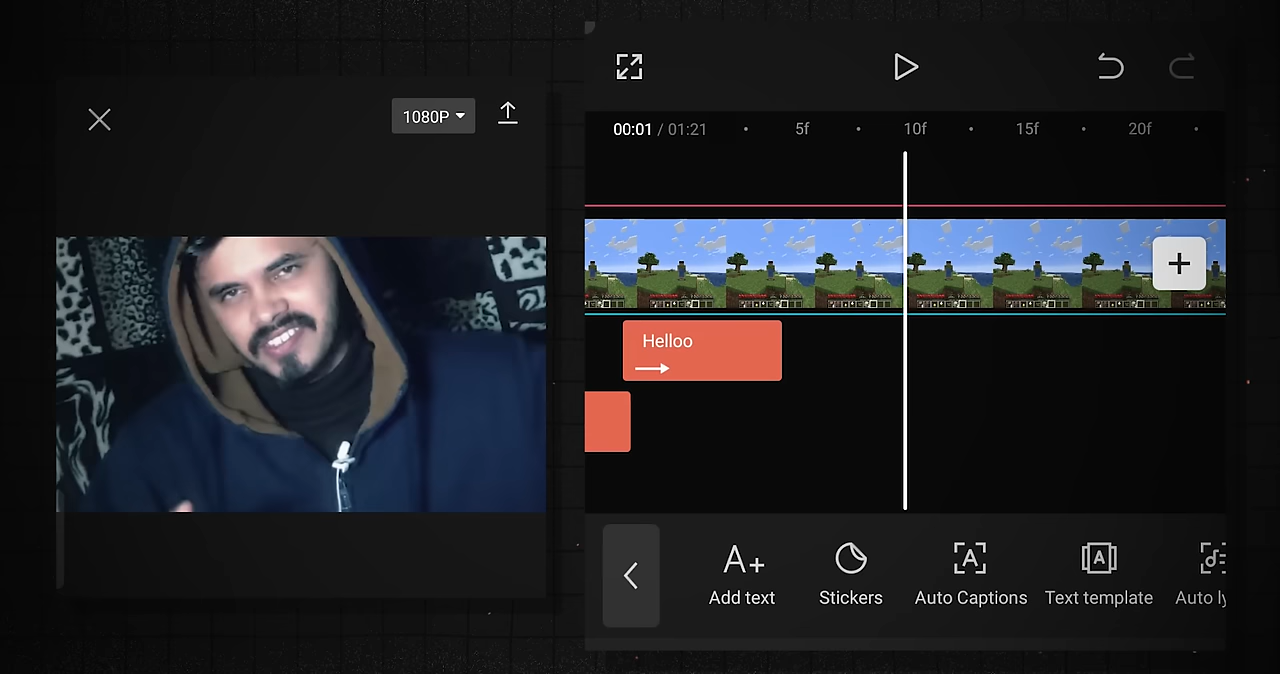 1080P
00:01 / 01:21
5f
10f
15f
20f
Helloo
Add text
Stickers
Auto Captions
Text template
Auto ly